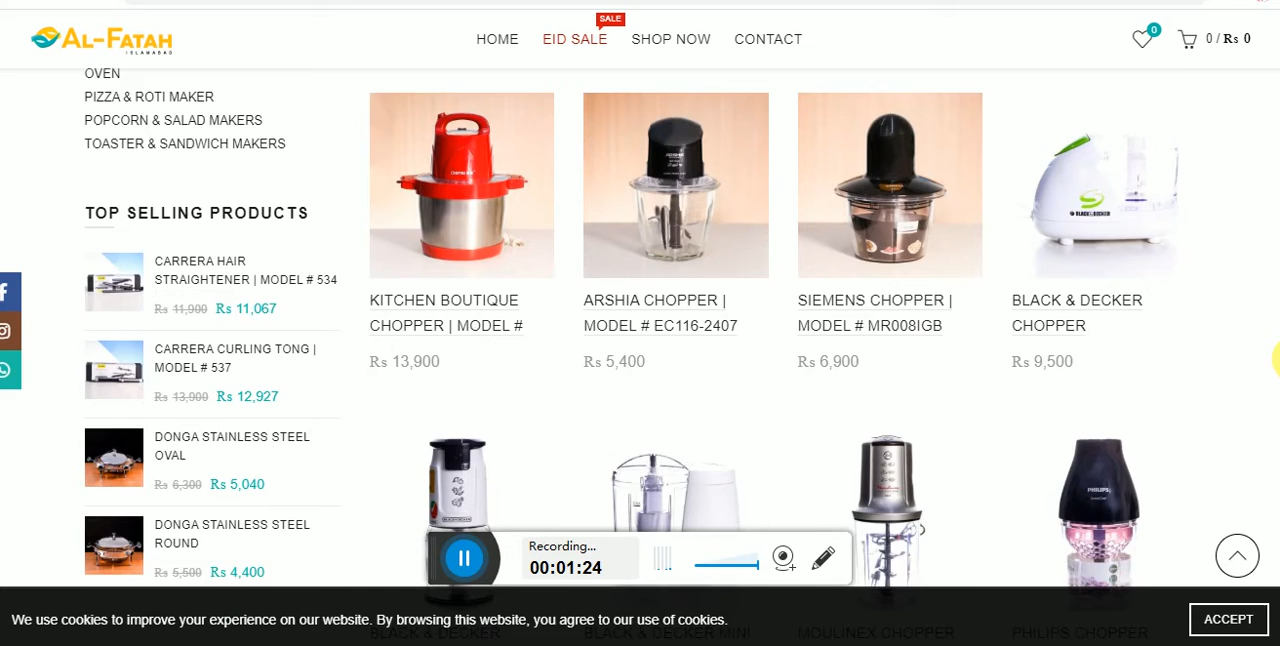 SALE
AL-FATAH
ISLAMABAD
HOME
EID SALE
SHOP NOW
CONTACT
0
0 / Rs 0
OVEN
PIZZA & ROTI MAKER
POPCORN & SALAD MAKERS
TOASTER & SANDWICH MAKERS
TOP SELLING PRODUCTS
CARRERA HAIR
STRAIGHTENER | MODEL # 534
Rs 11,900 Rs 11,067
CARRERA CURLING TONG |
MODEL # 537
Rs 13,900 Rs 12,927
DONGA STAINLESS STEEL
OVAL
Rs 6,300 Rs 5,040
DONGA STAINLESS STEEL
ROUND
Rs 5,500 Rs 4,400
KITCHEN BOUTIQUE
CHOPPER | MODEL #
Rs 13,900
ARSHIA CHOPPER |
MODEL # EC116-2407
Rs 5,400
SIEMENS CHOPPER |
MODEL # MR008IGB
Rs 6,900
BLACK & DECKER
BLACK & DECKER
CHOPPER
Rs 9,500
PHILIPS
BLACK & DECKER
BLACK & DECKER MINI
MOULINEX CHOPPER
PHILIPS CHOPPER
Recording...
00:01:24
We use cookies to improve your experience on our website. By browsing this website, you agree to our use of cookies.
ACCEPT